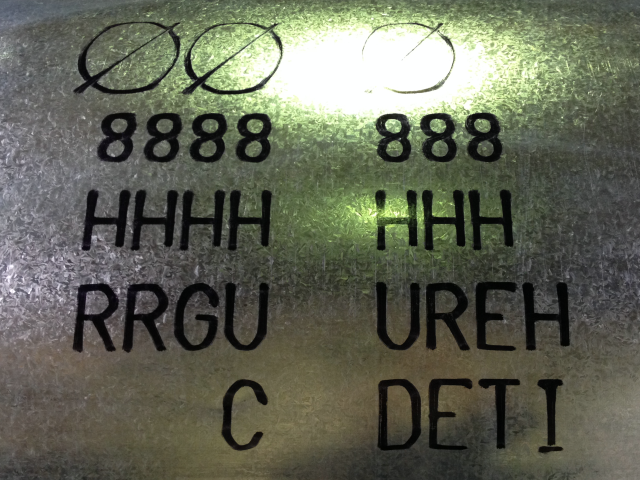 ØØ Ø
8888 888
HHHH HHH
RRGU UREH
C DETI